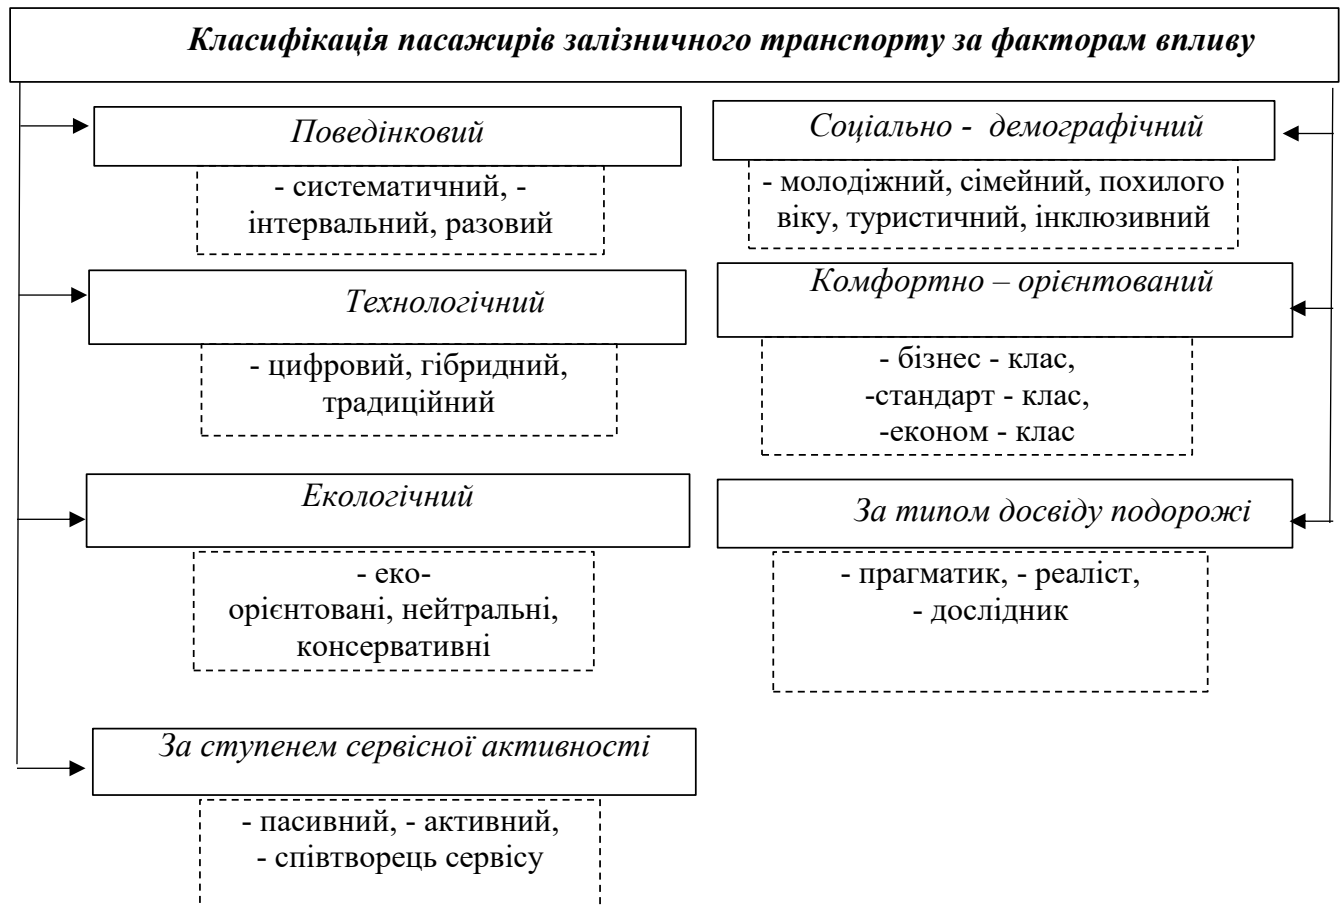 Класифікація пасажирів залізничного транспорту за факторам впливу
Поведінковий
- систематичний, -
інтервальний, разовий
Соціально - демографічний
- молодіжний, сімейний, похилого
віку, туристичний, інклюзивний
Технологічний
- цифровий, гібридний,
традиційний
Комфортно – орієнтований
- бізнес - клас,
-стандарт - клас,
-економ - клас
Екологічний
- еко-
орієнтовані, нейтральні,
консервативні
За типом досвіду подорожі
- прагматик, - реаліст,
- дослідник
За ступенем сервісної активності
- пасивний, - активний,
- співтворець сервісу